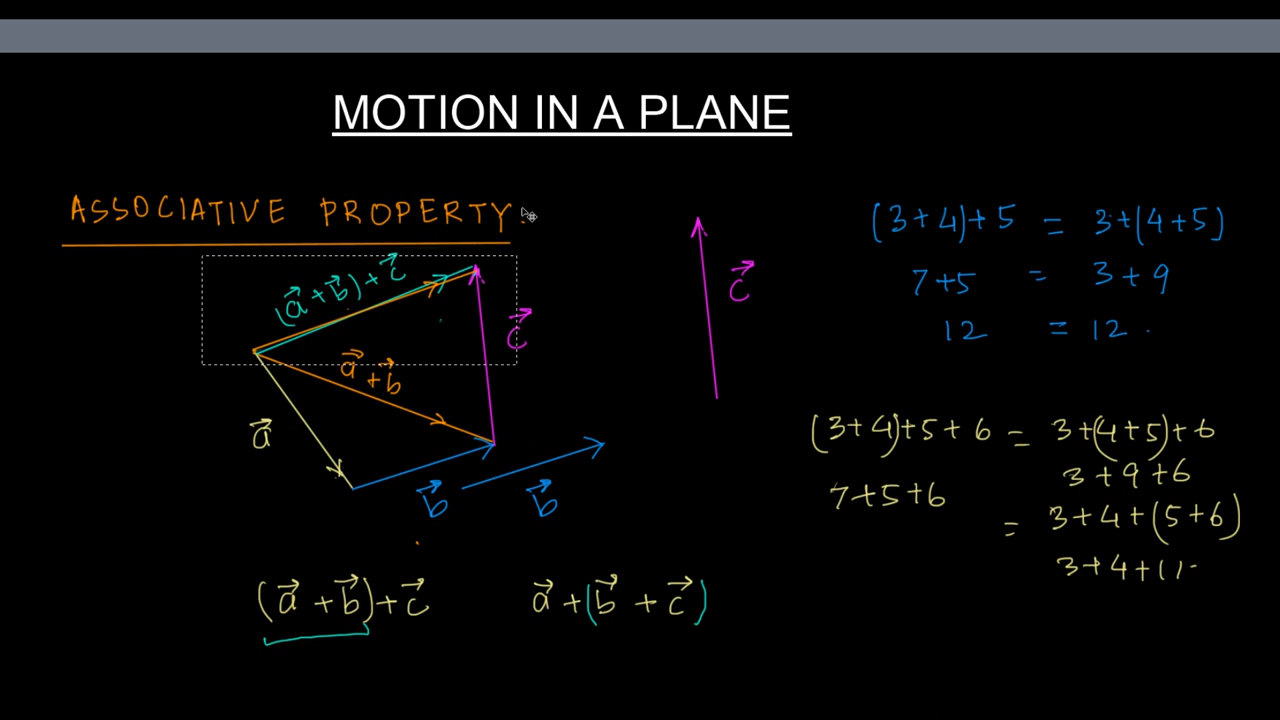 MOTION IN A PLANE
ASSOCIATIVE PROPERTY:
(a⃗ + b⃗) + c⃗
a⃗ + b⃗
a⃗
c⃗
b⃗
b⃗
c⃗
(a⃗ + b⃗) + c⃗
a⃗ + (b⃗ + c⃗)
(3+4)+5 = 3+(4+5)
7+5 = 3+9
12 = 12.
(3+4)+5+6 = 3+(4+5)+6
3+9+6
7+5+6
= 3+4+(5+6)
3+4+11